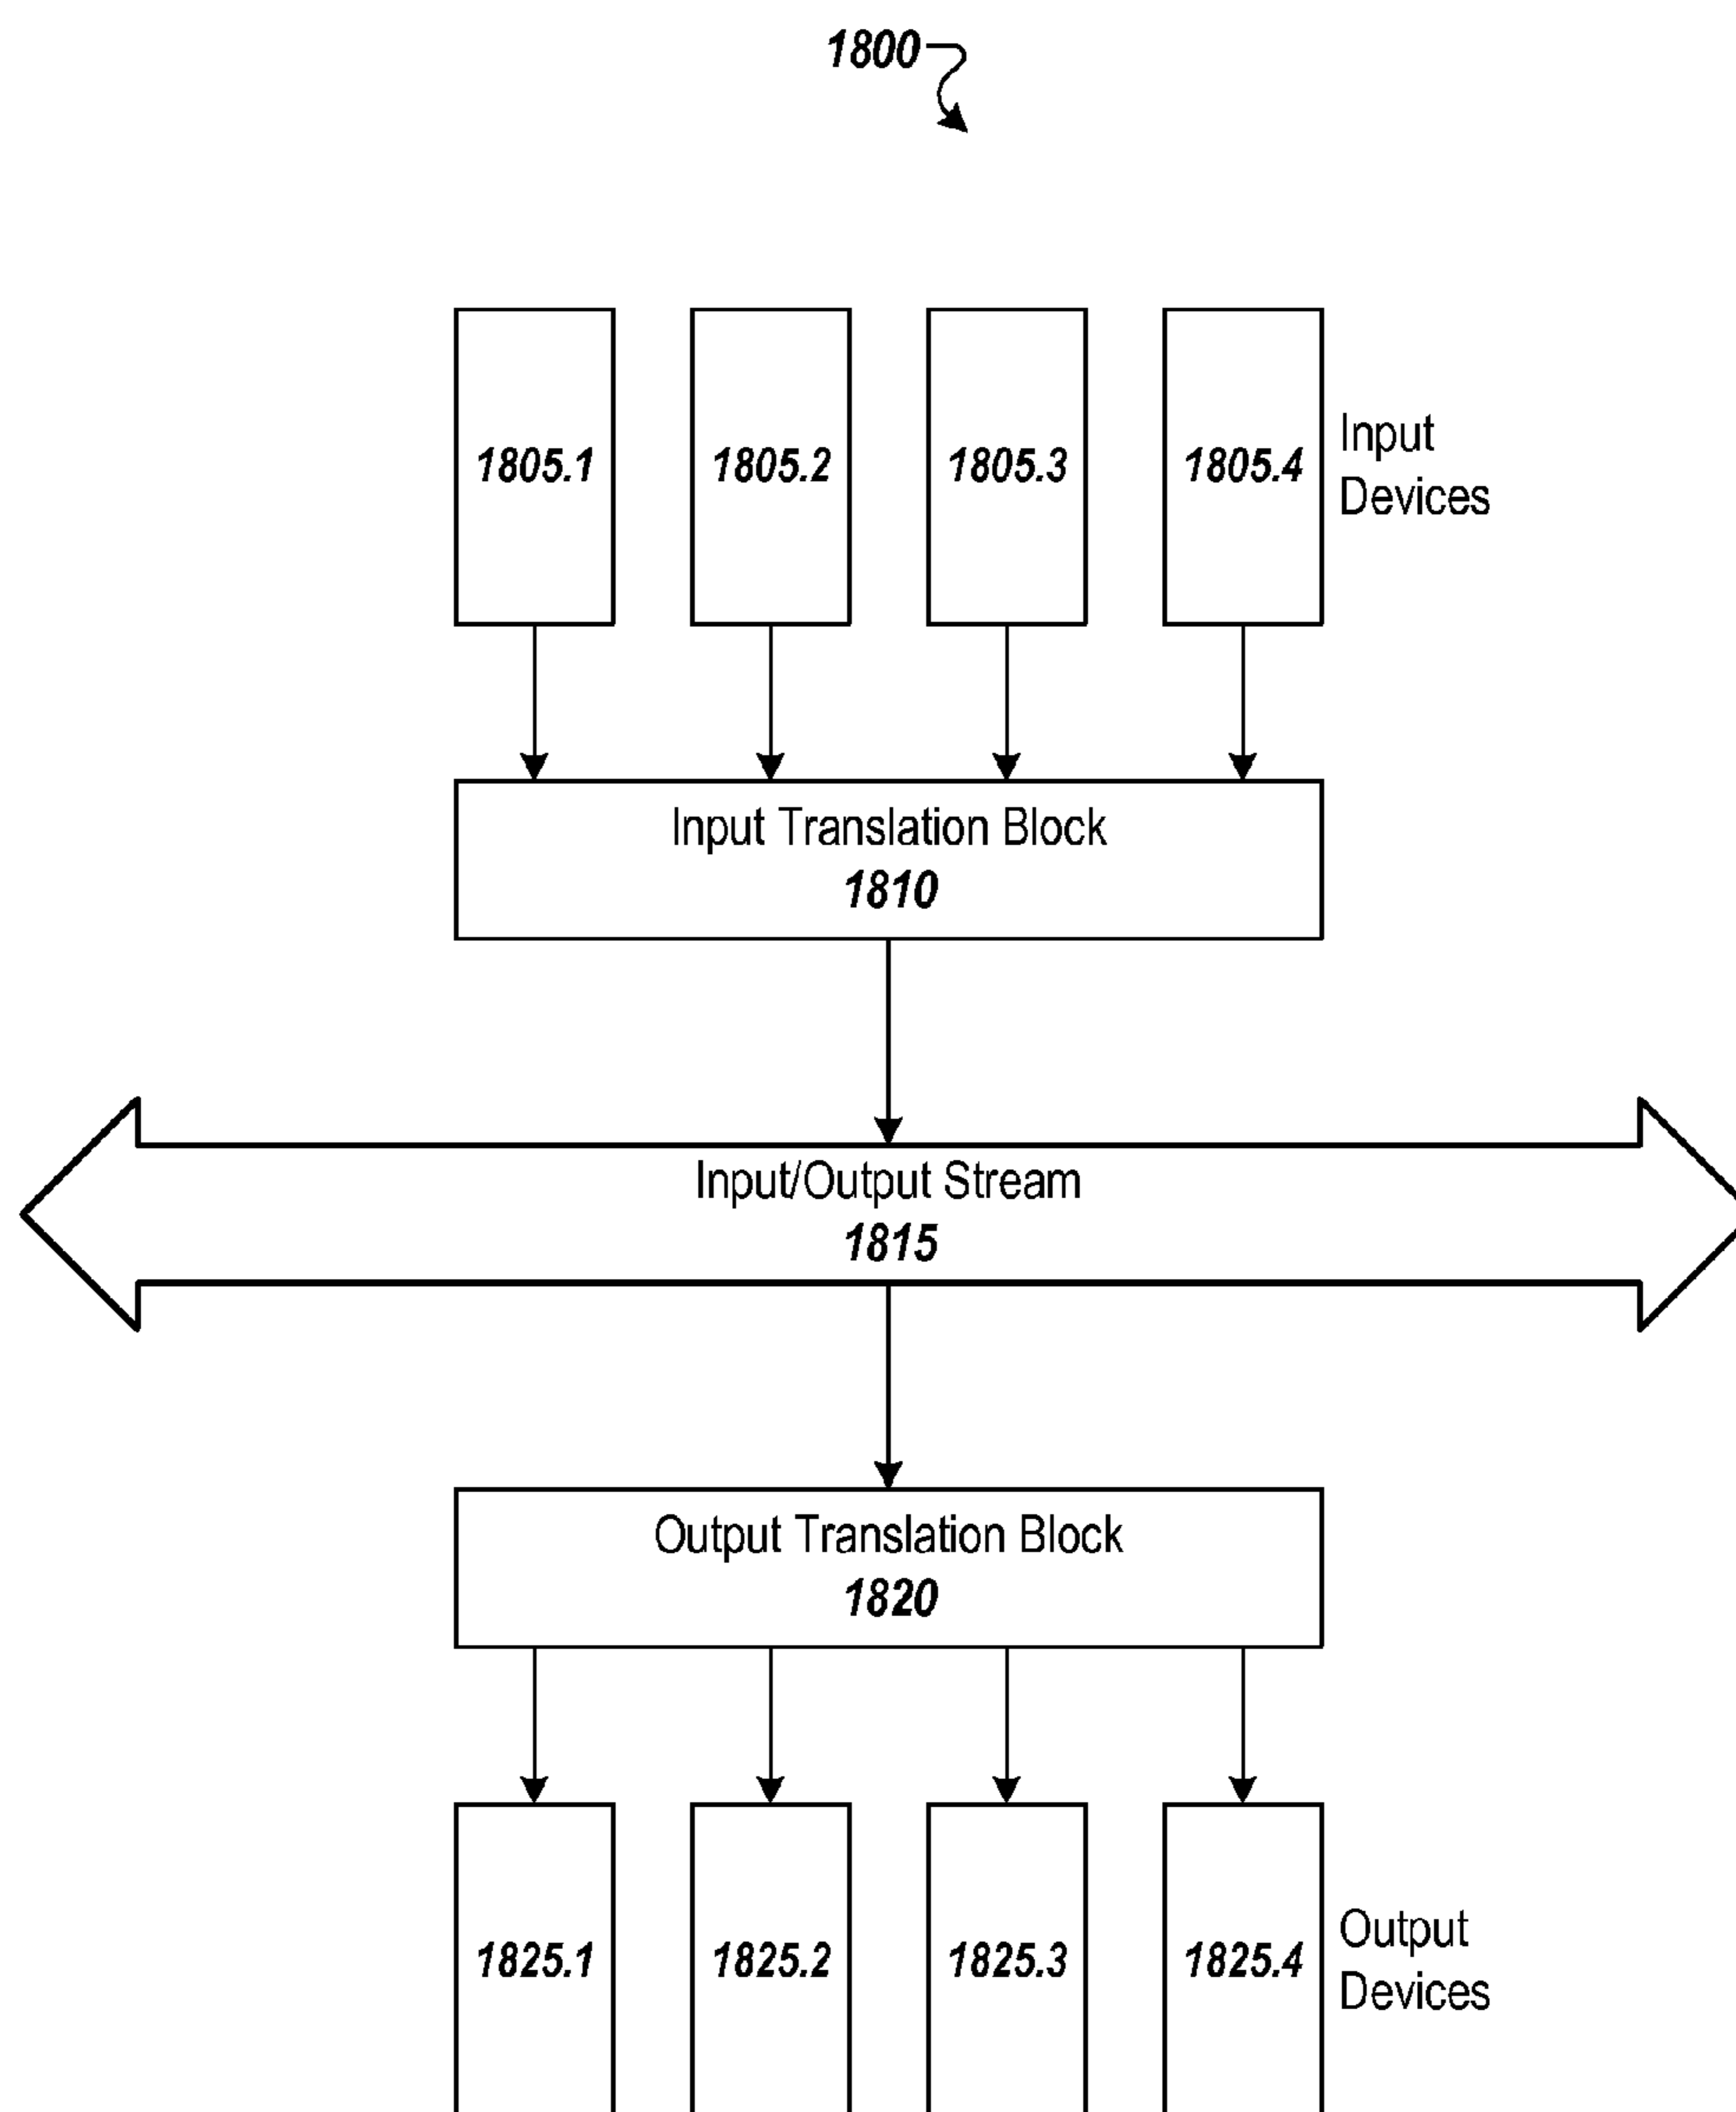 1800
1805.1 1805.2 1805.3 1805.4
Input
Devices
Input Translation Block
1810
Input/Output Stream
1815
Output Translation Block
1820
1825.1 1825.2 1825.3 1825.4
Output
Devices